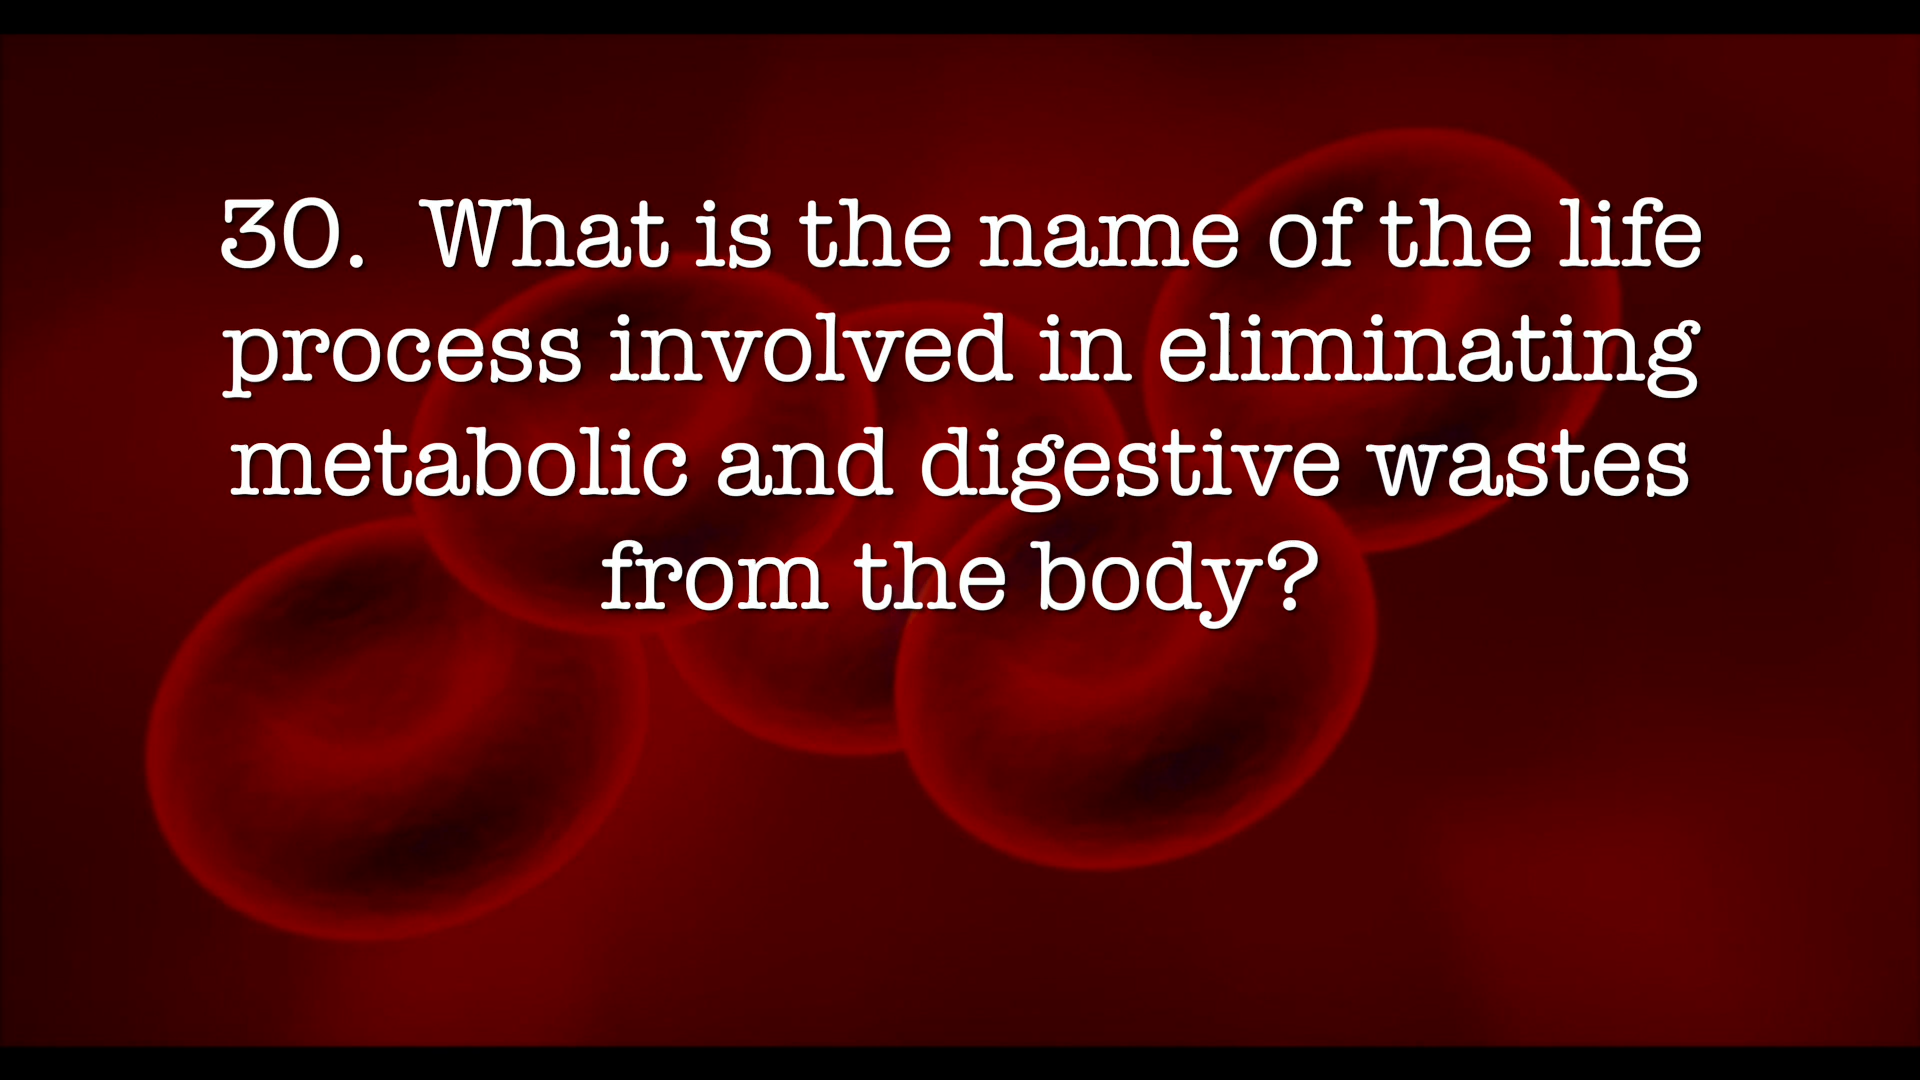 30.  What is the name of the life
process involved in eliminating
metabolic and digestive wastes
from the body?